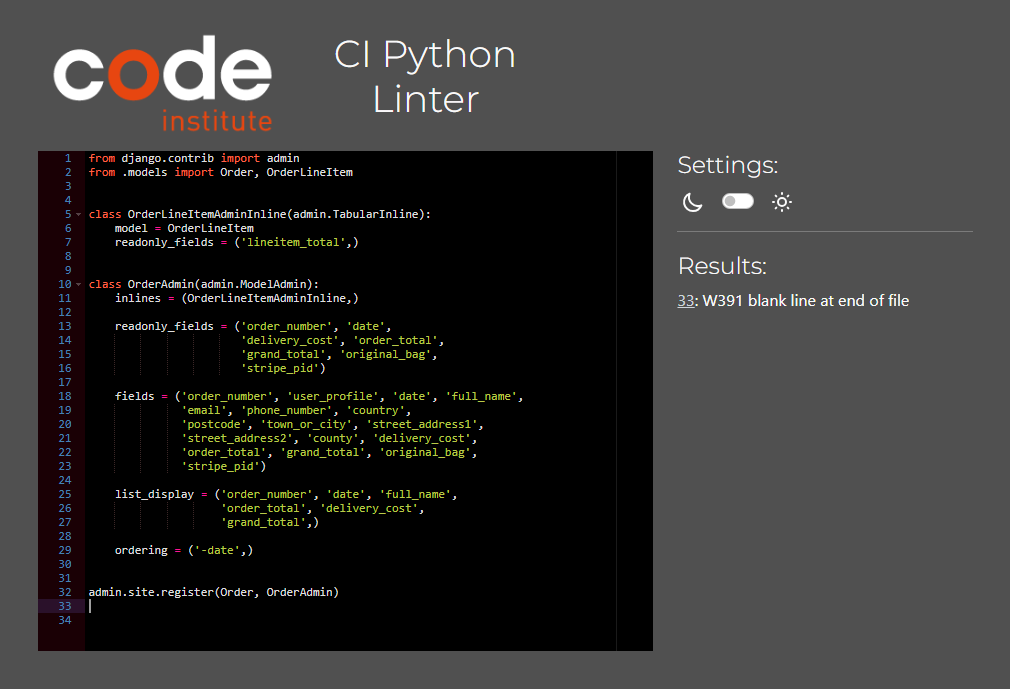 code
institute
CI Python
Linter
1 from django.contrib import admin
2 from .models import Order, OrderLineItem
3
4
5 class OrderLineItemAdminInline(admin.TabularInline):
6     model = OrderLineItem
7     readonly_fields = ('lineitem_total',)
8
9
10 class OrderAdmin(admin.ModelAdmin):
11     inlines = (OrderLineItemAdminInline,)
12
13     readonly_fields = ('order_number', 'date',
14                        'delivery_cost', 'order_total',
15                        'grand_total', 'original_bag',
16                        'stripe_pid')
17
18     fields = ('order_number', 'user_profile', 'date', 'full_name',
19               'email', 'phone_number', 'country',
20               'postcode', 'town_or_city', 'street_address1',
21               'street_address2', 'county', 'delivery_cost',
22               'order_total', 'grand_total', 'original_bag',
23               'stripe_pid')
24
25     list_display = ('order_number', 'date', 'full_name',
26                     'order_total', 'delivery_cost',
27                     'grand_total',)
28
29     ordering = ('-date',)
30
31
32 admin.site.register(Order, OrderAdmin)
33
34
Settings:
Results:
33: W391 blank line at end of file